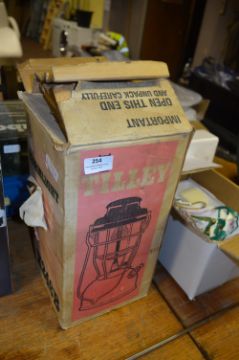 IMPORTANT
OPEN THIS END
AND UNPACK CAREFULLY
254
TILLEY